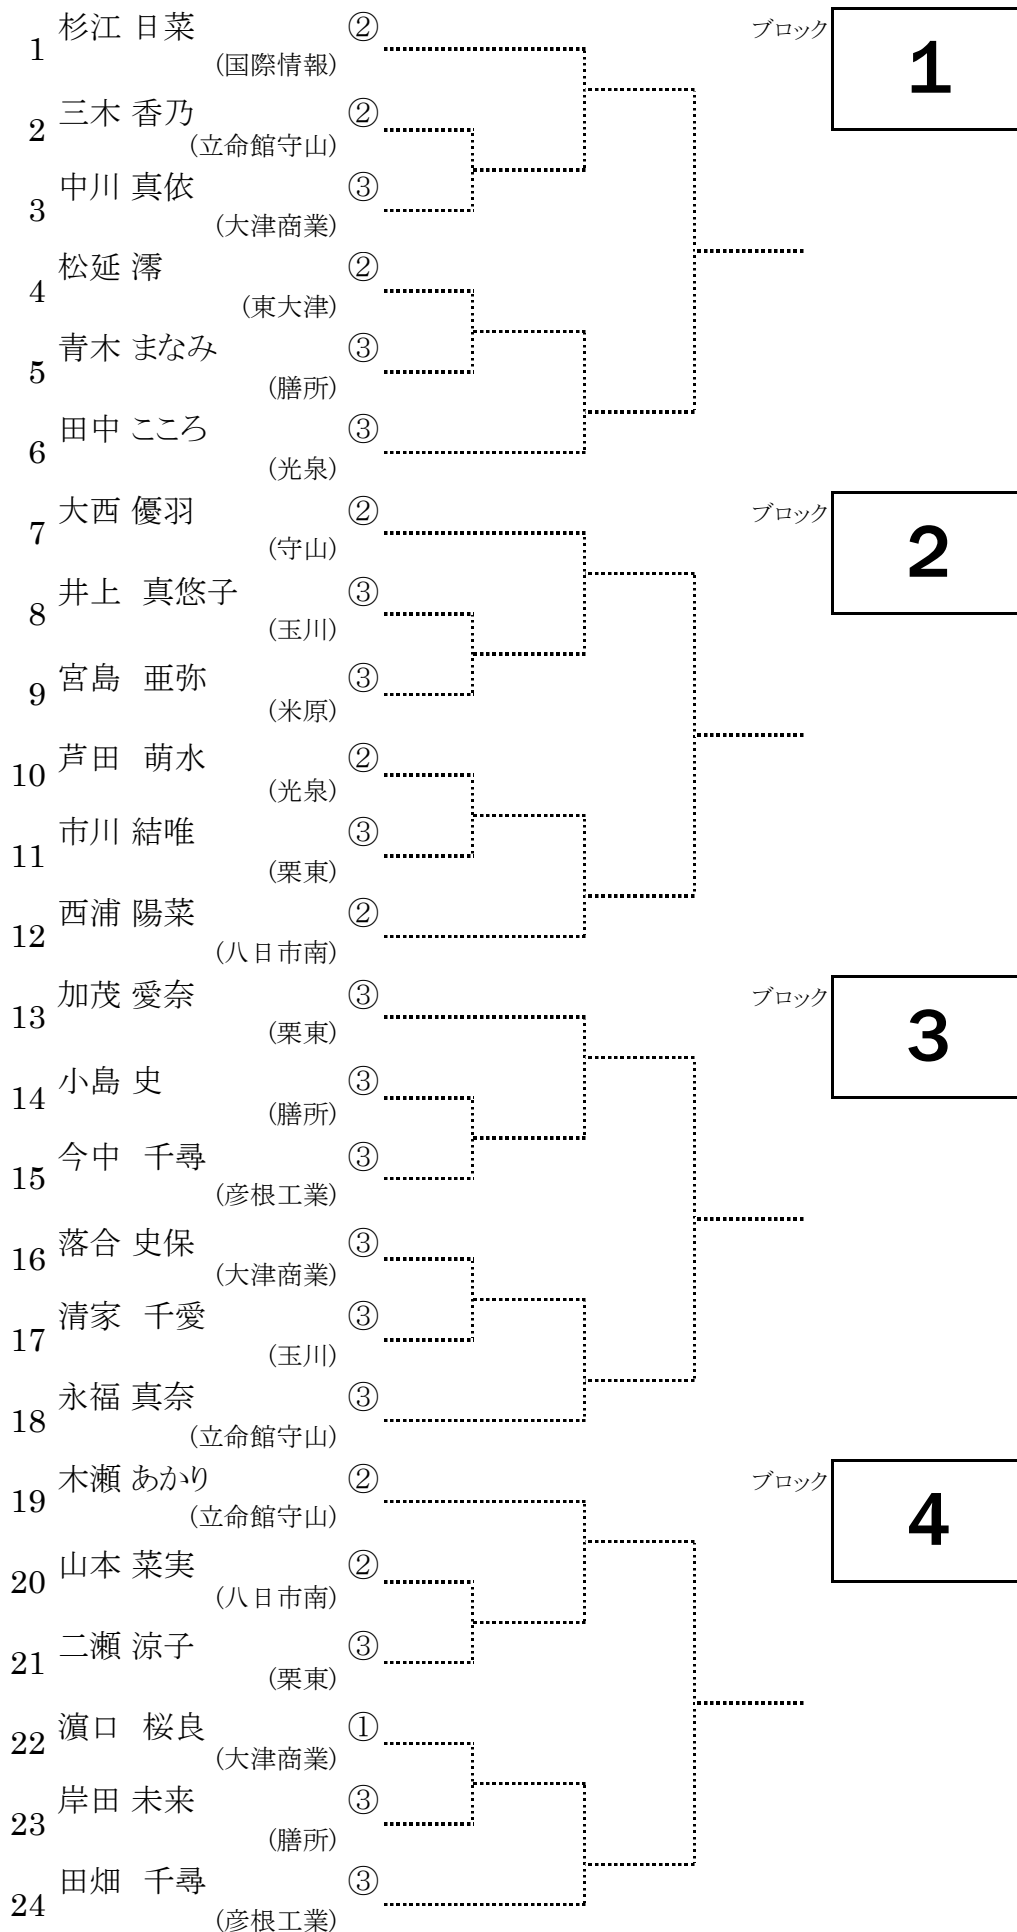 杉江 日菜 ②
1 (国際情報)
三木 香乃 ②
2 (立命館守山)
中川 真依 ③
3 (大津商業)
松延 澪 ②
4 (東大津)
青木 まなみ ③
5 (膳所)
田中 こころ ③
6 (光泉)
ブロック 1
大西 優羽 ②
7 (守山)
井上 真悠子 ③
8 (玉川)
宮島 亜弥 ③
9 (米原)
芦田 萌水 ②
10 (光泉)
市川 結唯 ③
11 (栗東)
西浦 陽菜 ②
12 (八日市南)
ブロック 2
加茂 愛奈 ③
13 (栗東)
小島 史 ③
14 (膳所)
今中 千尋 ③
15 (彦根工業)
落合 史保 ③
16 (大津商業)
清家 千愛 ③
17 (玉川)
永福 真奈 ③
18 (立命館守山)
ブロック 3
木瀬 あかり ②
19 (立命館守山)
山本 菜実 ②
20 (八日市南)
二瀬 涼子 ③
21 (栗東)
濵口 桜良 ①
22 (大津商業)
岸田 未来 ③
23 (膳所)
田畑 千尋 ③
24 (彦根工業)
ブロック 4